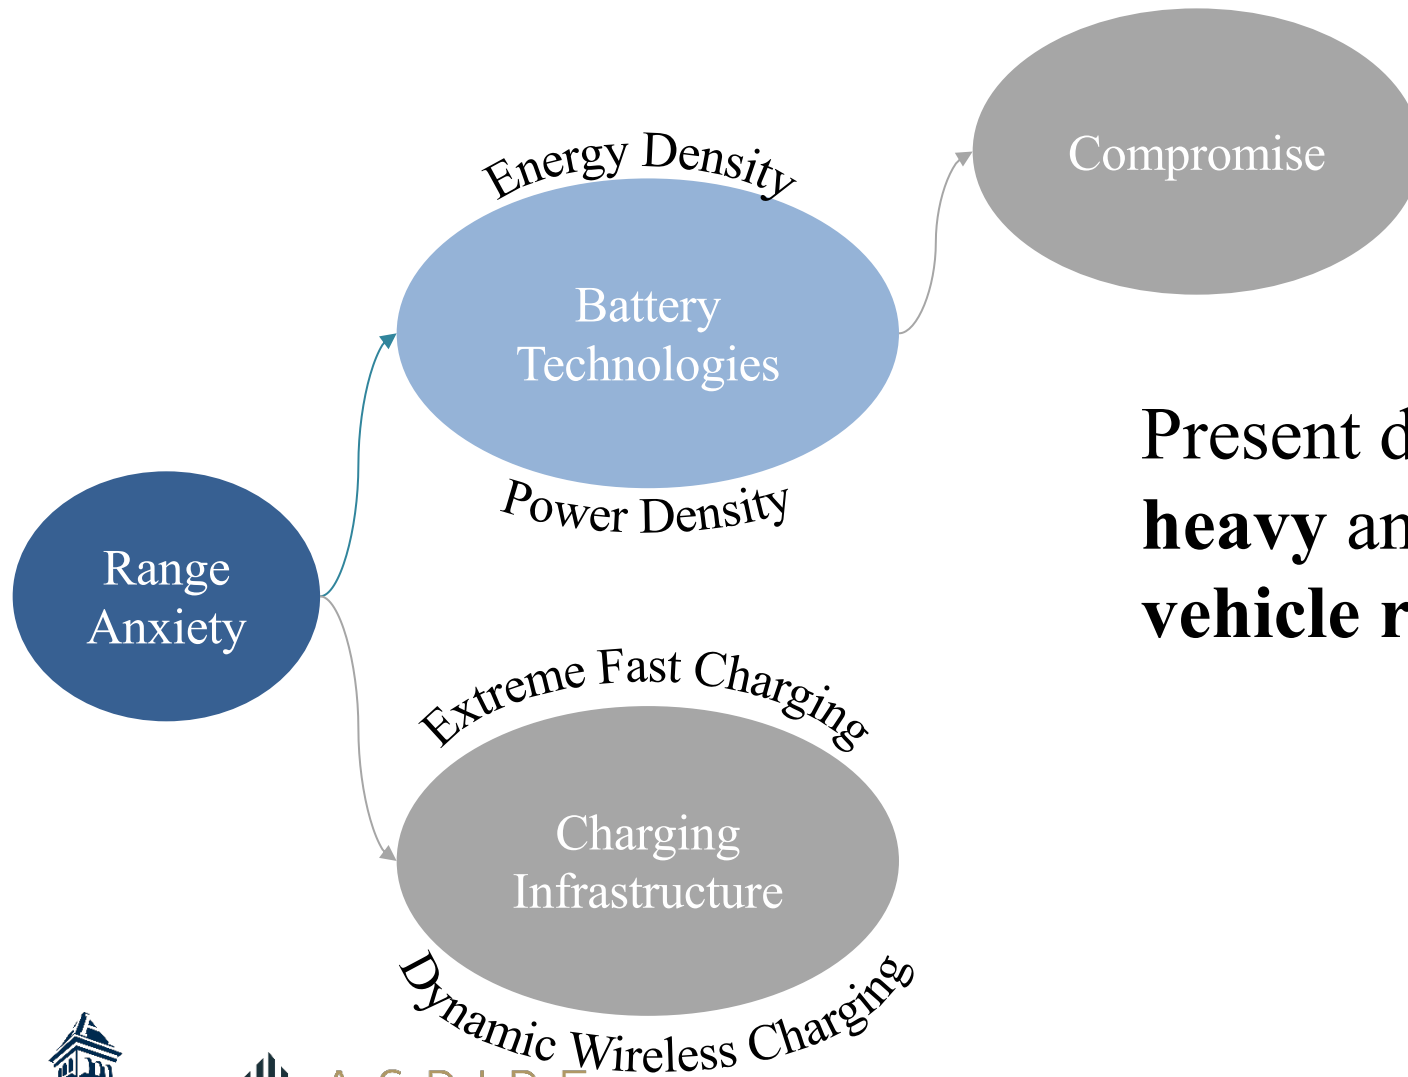 Compromise
Energy Density
Battery
Technologies
Power Density
Present
heavy
vehicle
Range
Anxiety
Extreme Fast Charging
Charging
Infrastructure
Dynamic Wireless Charging
ASPIRE